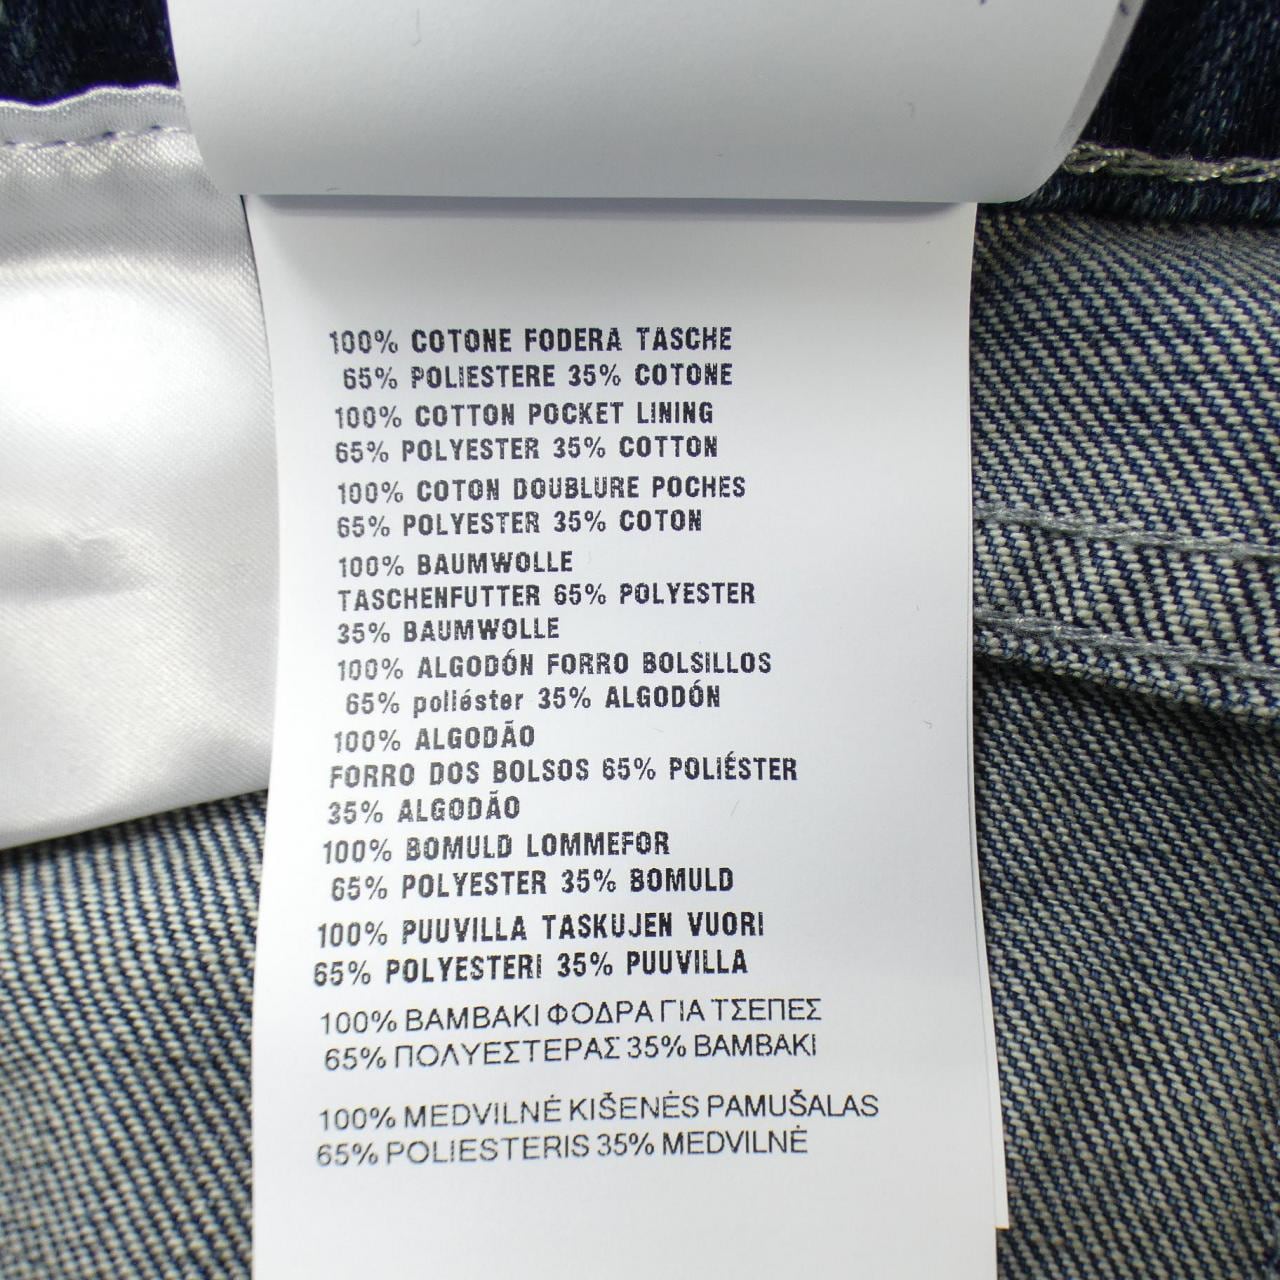 100% COTONE FODERA TASCHE
65% POLIESTERE 35% COTONE
100% COTTON POCKET LINING
65% POLYESTER 35% COTTON
100% COTON DOUBLURE POCHES
65% POLYESTER 35% COTON
100% BAUMWOLLE
TASCHENFUTTER 65% POLYESTER
35% BAUMWOLLE
100% ALGODÓN FORRO BOLSILLOS
65% poliéster 35% ALGODÓN
100% ALGODÃO
FORRO DOS BOLSOS 65% POLIÉSTER
35% ALGODÃO
100% BOMULD LOMMEFOR
65% POLYESTER 35% BOMULD
100% PUUVILLA TASKUJEN VUORI
65% POLYESTERI 35% PUUVILLA
100% ΒΑΜΒΑΚΙ ΦΟΔΡΑ ΓΙΑ ΤΣΕΠΕΣ
65% ΠΟΛΥΕΣΤΕΡΑΣ 35% ΒΑΜΒΑΚΙ
100% MEDVILNĖ KIŠENĖS PAMUŠALAS
65% POLIESTERIS 35% MEDVILNĖ